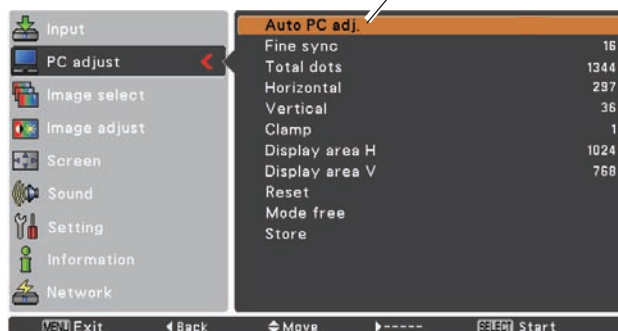 Input
PC adjust
Image select
Image adjust
Screen
Sound
Setting
Information
Network
Auto PC adj.
Fine sync 16
Total dots 1344
Horizontal 297
Vertical 36
Clamp 1
Display area H 1024
Display area V 768
Reset
Mode free
Store
MENU Exit ◀Back Move ▶----- SELECT Start